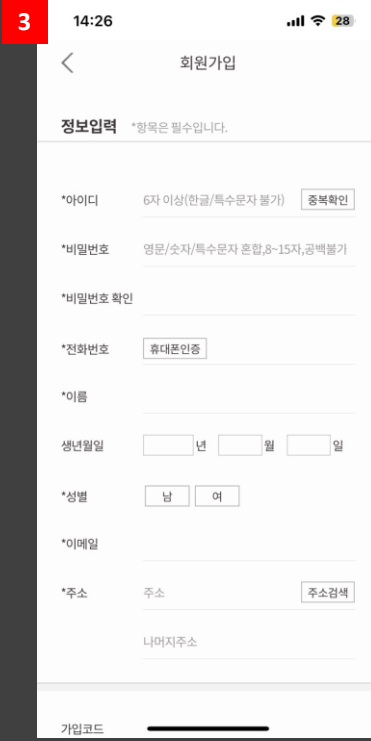 3
14:26
28
회원가입
정보입력 *항목은 필수입니다.
*아이디 6자 이상(한글/특수문자 불가) 중복확인
*비밀번호 영문/숫자/특수문자 혼합,8~15자,공백불가
*비밀번호 확인
*전화번호 휴대폰인증
*이름
생년월일 년 월 일
*성별 남 여
*이메일
*주소 주소 주소검색
나머지주소
가입코드